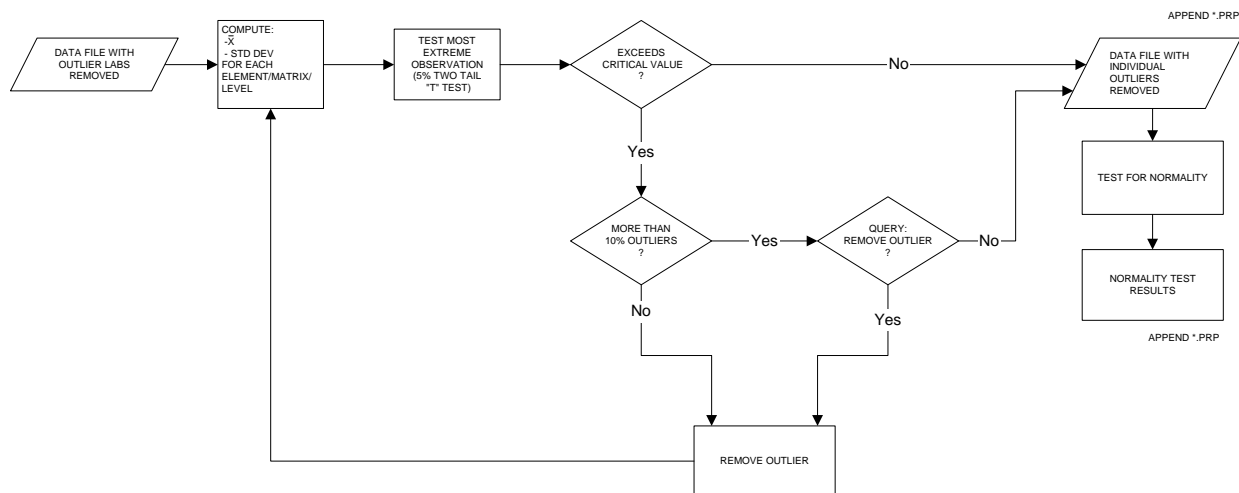 APPEND *.PRP
DATA FILE WITH
OUTLIER LABS
REMOVED
COMPUTE:
-X̅
- STD DEV
FOR EACH
ELEMENT/MATRIX/
LEVEL
TEST MOST
EXTREME
OBSERVATION
(5% TWO TAIL
"T" TEST)
EXCEEDS
CRITICAL VALUE
?
No
DATA FILE WITH
INDIVIDUAL
OUTLIERS
REMOVED
Yes
TEST FOR NORMALITY
MORE THAN
10% OUTLIERS
?
Yes
QUERY:
REMOVE OUTLIER
?
No
NORMALITY TEST
RESULTS
No
Yes
APPEND *.PRP
REMOVE OUTLIER